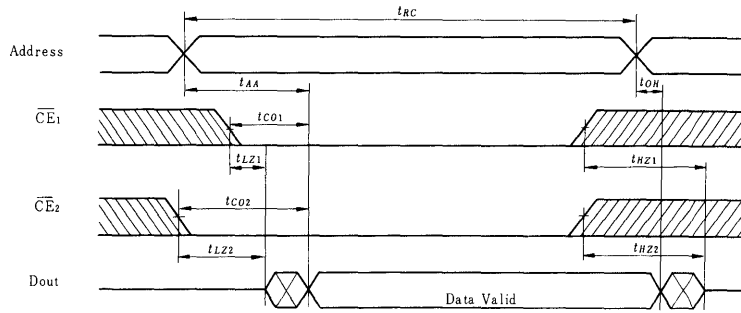 tRC
Address
tAA
tOH
CE1
tCO1
tLZ1
tHZ1
CE2
tCO2
tLZ2
tHZ2
Dout
Data Valid